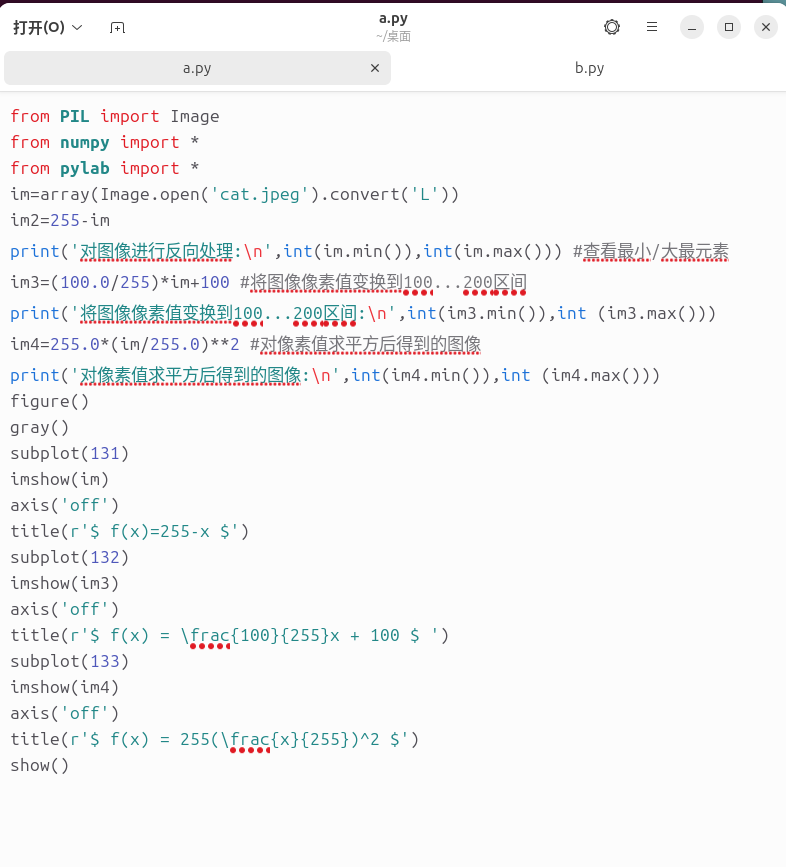 打开(O)
a.py
~/桌面
a.py
b.py
from PIL import Image
from numpy import *
from pylab import *
im=array(Image.open('cat.jpeg').convert('L'))
im2=255-im
print('对图像进行反向处理:\n',int(im.min()),int(im.max())) #查看最小/大最元素
im3=(100.0/255)*im+100 #将图像像素值变换到100...200区间
print('将图像像素值变换到100...200区间:\n',int(im3.min()),int (im3.max()))
im4=255.0*(im/255.0)**2 #对像素值求平方后得到的图像
print('对像素值求平方后得到的图像:\n',int(im4.min()),int (im4.max()))
figure()
gray()
subplot(131)
imshow(im)
axis('off')
title(r'$ f(x)=255-x $')
subplot(132)
imshow(im3)
axis('off')
title(r'$ f(x) = \frac{100}{255}x + 100 $ ')
subplot(133)
imshow(im4)
axis('off')
title(r'$ f(x) = 255(\frac{x}{255})^2 $')
show()